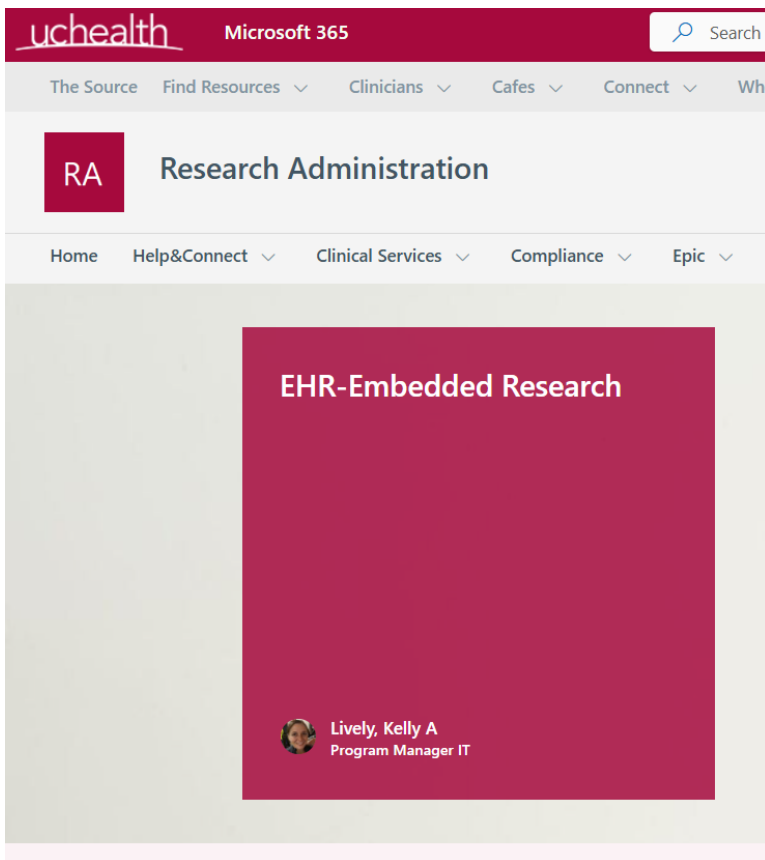 uchealth Microsoft 365 Search
The Source Find Resources Clinicians Cafes Connect Wh
RA Research Administration
Home Help&Connect Clinical Services Compliance Epic
EHR-Embedded Research
Lively, Kelly A
Program Manager IT